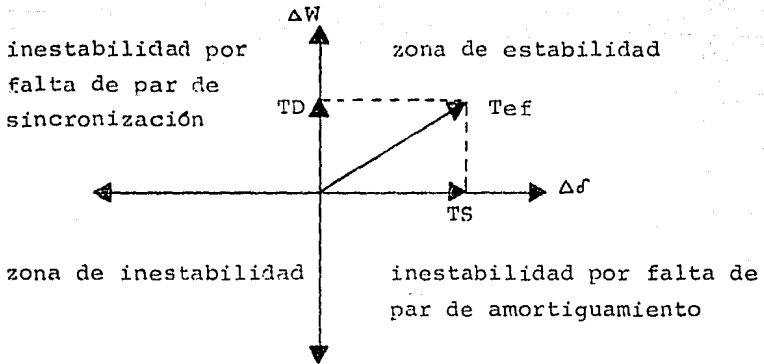 ΔW
inestabilidad por
falta de par de
sincronización
zona de estabilidad
TD
Tef
Δδ
TS
zona de inestabilidad
inestabilidad por falta de
par de amortiguamiento